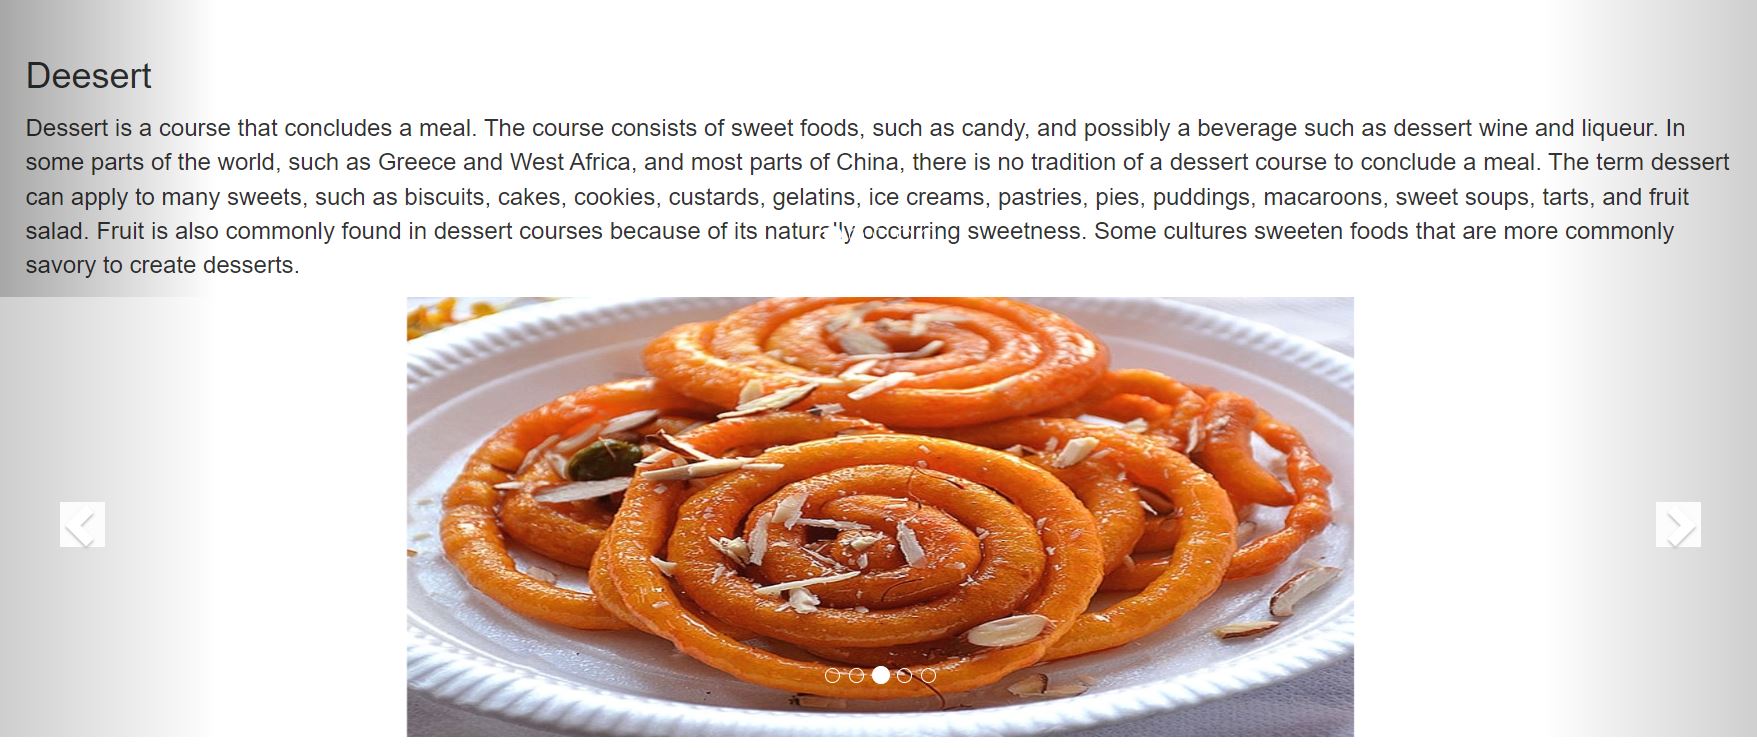 Deesert
Dessert is a course that concludes a meal. The course consists of sweet foods, such as candy, and possibly a beverage such as dessert wine and liqueur. In
some parts of the world, such as Greece and West Africa, and most parts of China, there is no tradition of a dessert course to conclude a meal. The term dessert
can apply to many sweets, such as biscuits, cakes, cookies, custards, gelatins, ice creams, pastries, pies, puddings, macaroons, sweet soups, tarts, and fruit
salad. Fruit is also commonly found in dessert courses because of its naturally occurring sweetness. Some cultures sweeten foods that are more commonly
savory to create desserts.